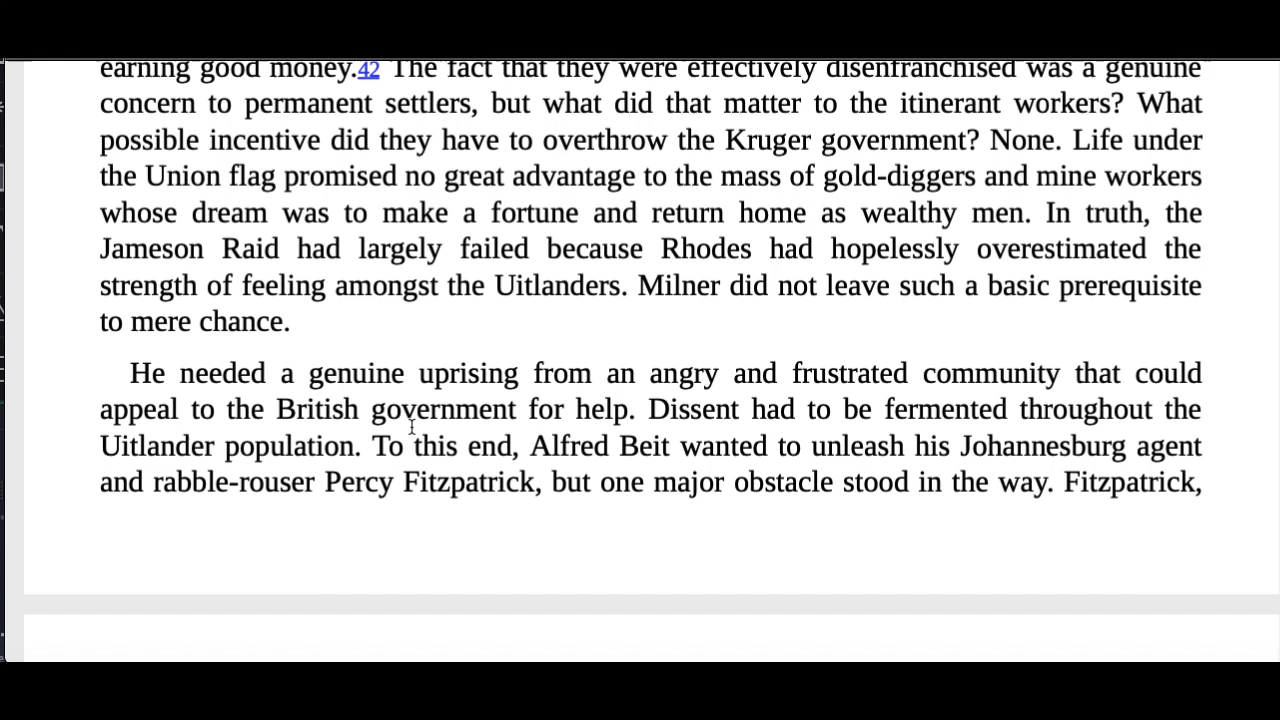 earning good money.42 The fact that they were effectively disenfranchised was a genuine
concern to permanent settlers, but what did that matter to the itinerant workers? What
possible incentive did they have to overthrow the Kruger government? None. Life under
the Union flag promised no great advantage to the mass of gold-diggers and mine workers
whose dream was to make a fortune and return home as wealthy men. In truth, the
Jameson Raid had largely failed because Rhodes had hopelessly overestimated the
strength of feeling amongst the Uitlanders. Milner did not leave such a basic prerequisite
to mere chance.
He needed a genuine uprising from an angry and frustrated community that could
appeal to the British government for help. Dissent had to be fermented throughout the
Uitlander population. To this end, Alfred Beit wanted to unleash his Johannesburg agent
and rabble-rouser Percy Fitzpatrick, but one major obstacle stood in the way. Fitzpatrick,